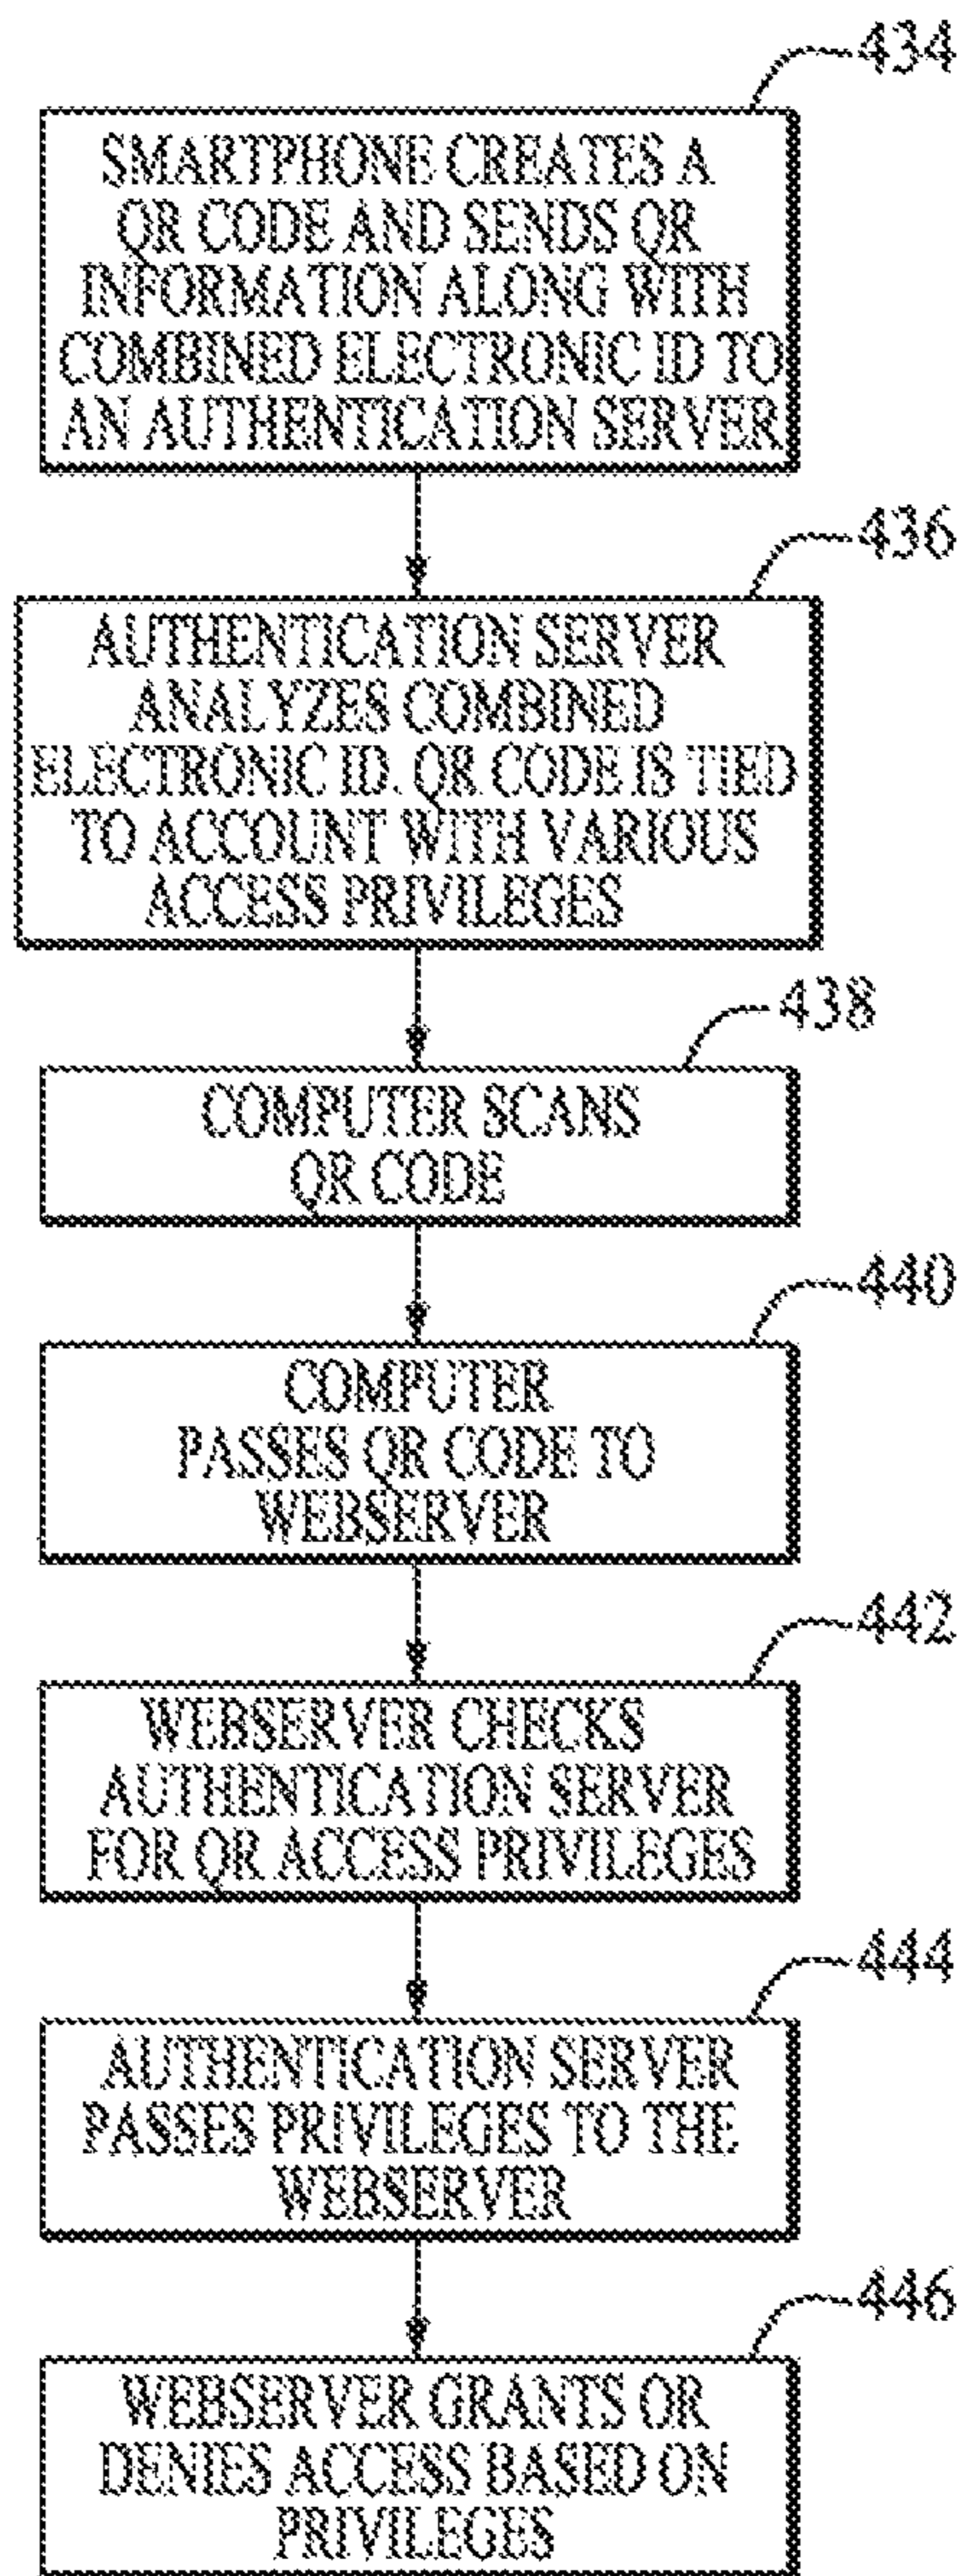 434
SMARTPHONE CREATES A
QR CODE AND SENDS QR
INFORMATION ALONG WITH
COMBINED ELECTRONIC ID TO
AN AUTHENTICATION SERVER
436
AUTHENTICATION SERVER
ANALYZES COMBINED
ELECTRONIC ID. QR CODE IS TIED
TO ACCOUNT WITH VARIOUS
ACCESS PRIVILEGES
438
COMPUTER SCANS
QR CODE
440
COMPUTER
PASSES QR CODE TO
WEBSERVER
442
WEBSERVER CHECKS
AUTHENTICATION SERVER
FOR QR ACCESS PRIVILEGES
444
AUTHENTICATION SERVER
PASSES PRIVILEGES TO THE
WEBSERVER
446
WEBSERVER GRANTS OR
DENIES ACCESS BASED ON
PRIVILEGES